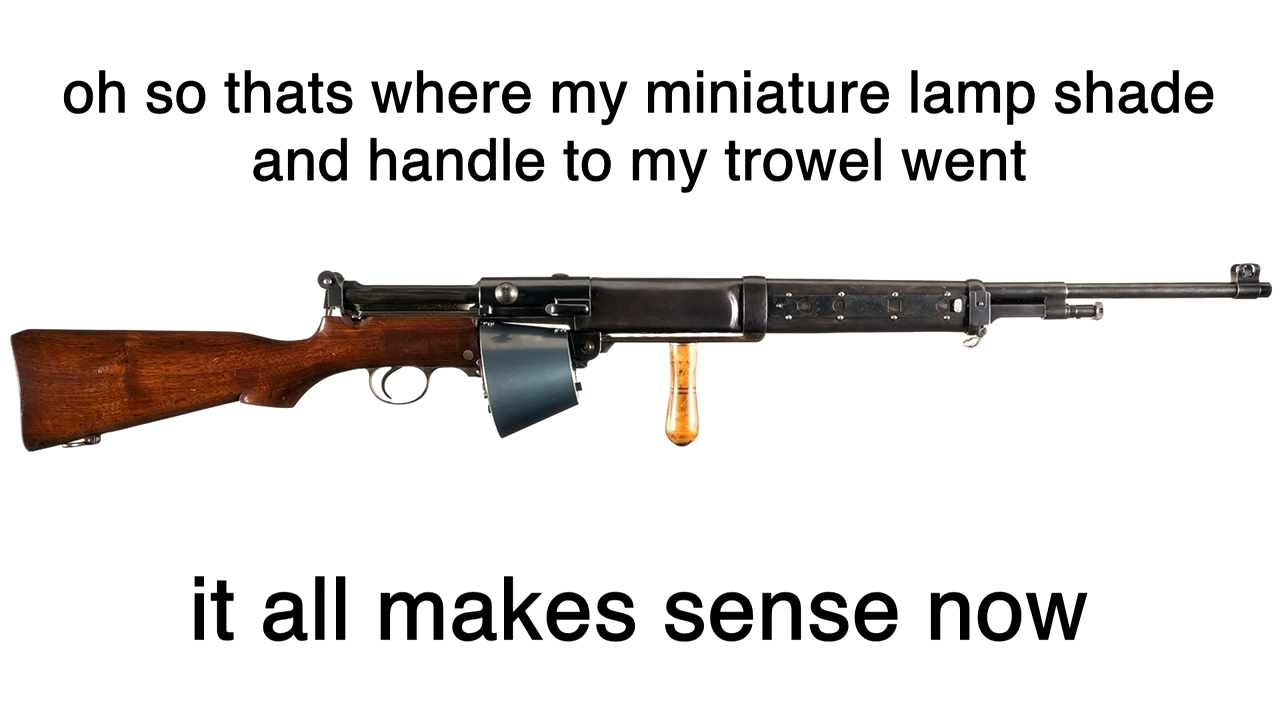 oh so thats where my miniature lamp shade
and handle to my trowel went
it all makes sense now